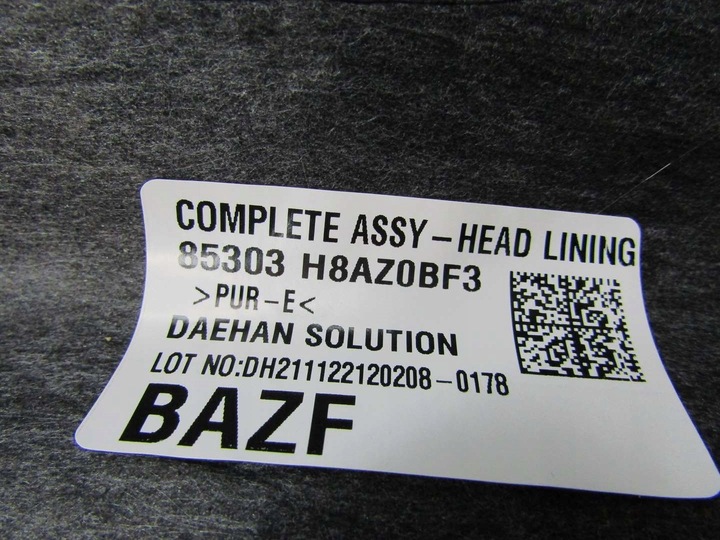 COMPLETE ASSY-HEAD LINING
85303 H8AZ0BF3
>PUR-E<
DAEHAN SOLUTION
LOT NO:DH211122120208-0178
BAZF